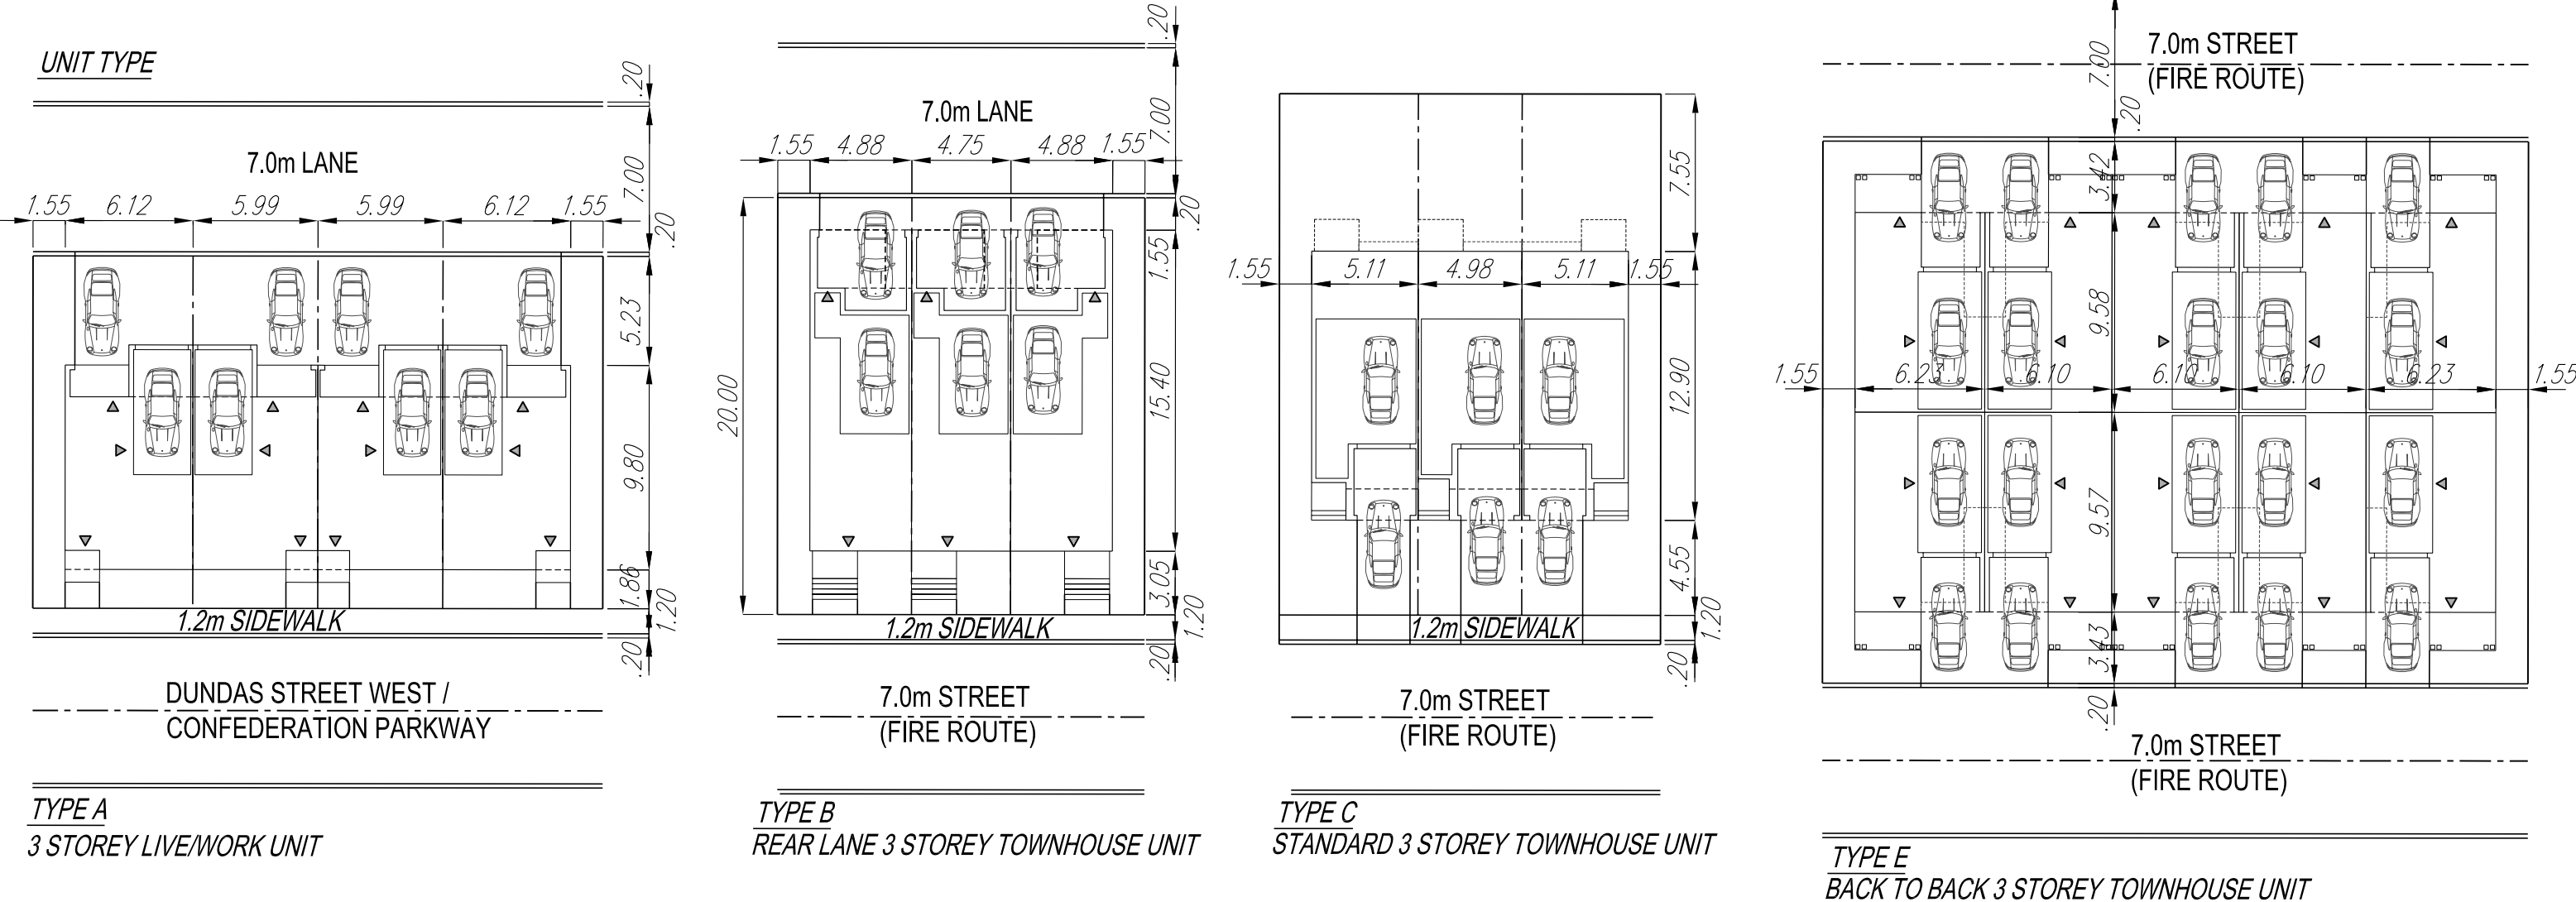 UNIT TYPE
.20
7.00
7.0m LANE
1.55 6.12 5.99 5.99 6.12 1.55
.20
5.23
9.80
1.86
1.20
1.2m SIDEWALK
.20
DUNDAS STREET WEST /
CONFEDERATION PARKWAY
TYPE A
3 STOREY LIVE/WORK UNIT
.20
7.00
7.0m LANE
1.55 4.88 4.75 4.88 1.55
.20
1.55
20.00
15.40
3.05
1.20
1.2m SIDEWALK
.20
7.0m STREET
(FIRE ROUTE)
TYPE B
REAR LANE 3 STOREY TOWNHOUSE UNIT
7.55
1.55 5.11 4.98 5.11 1.55
12.90
4.55
1.20
1.2m SIDEWALK
.20
7.0m STREET
(FIRE ROUTE)
TYPE C
STANDARD 3 STOREY TOWNHOUSE UNIT
7.00
7.0m STREET
(FIRE ROUTE)
.20
3.42
9.58
1.55 6.23 6.10 6.10 6.10 6.23 1.55
9.57
3.43
.20
7.0m STREET
(FIRE ROUTE)
TYPE E
BACK TO BACK 3 STOREY TOWNHOUSE UNIT